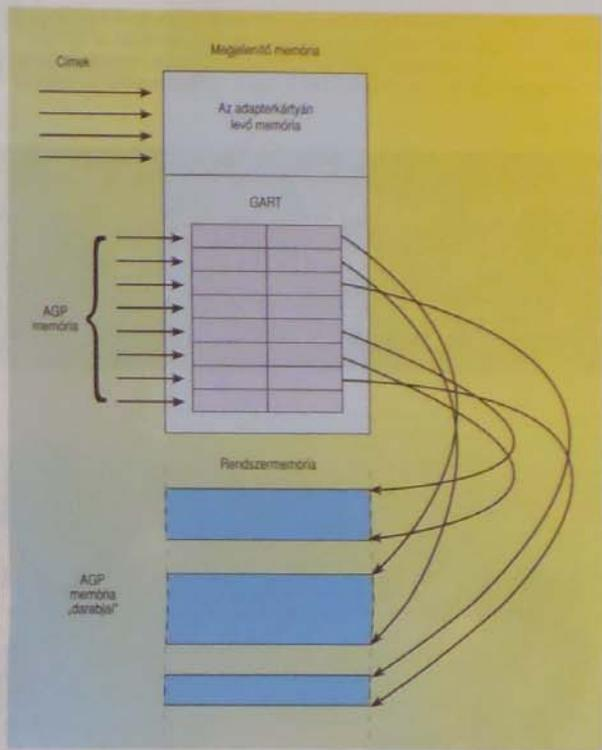 Címek
Megjelenítő memória
Az adapterkártyán
levő memória
GART
AGP
memória
Rendszermemória
AGP
memória
„darabjai"